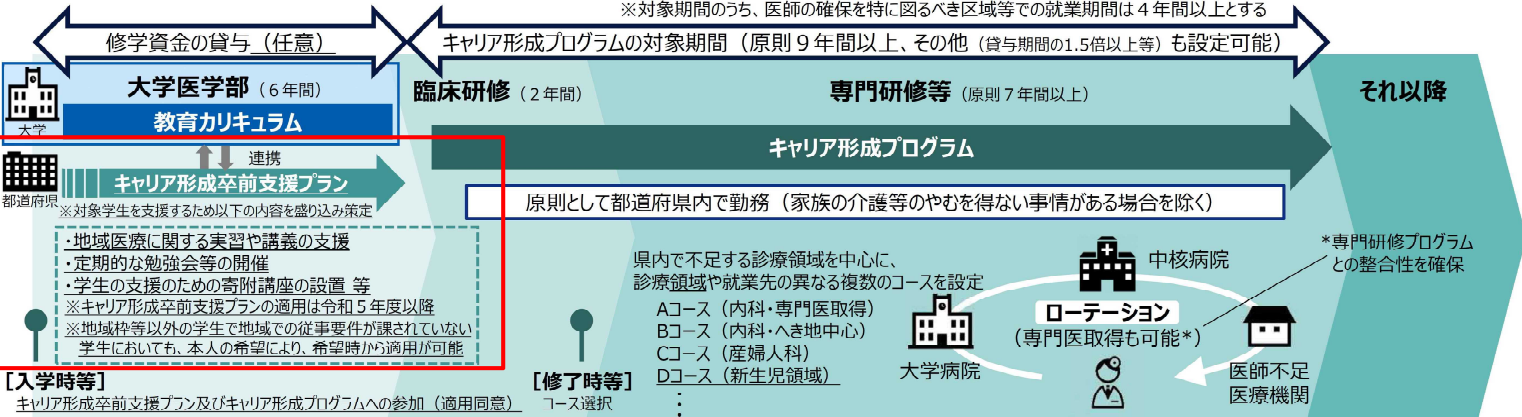 ※対象期間のうち、医師の確保を特に図るべき区域等での就業期間は４年間以上とする
修学資金の貸与（任意）
キャリア形成プログラムの対象期間（原則９年間以上、その他（貸与期間の1.5倍以上等）も設定可能）
大学医学部（６年間）
臨床研修（２年間）
専門研修等（原則７年間以上）
それ以降
大学
教育カリキュラム
連携
キャリア形成プログラム
都道府県
キャリア形成卒前支援プラン
※対象学生を支援するため以下の内容を盛り込み策定
原則として都道府県内で勤務（家族の介護等のやむを得ない事情がある場合を除く）
・地域医療に関する実習や講義の支援
・定期的な勉強会等の開催
・学生の支援のための寄附講座の設置 等
※キャリア形成卒前支援プランの適用は令和５年度以降
※地域枠等以外の学生で地域での従事要件が課されていない
学生においても、本人の希望により、希望時から適用が可能
県内で不足する診療領域を中心に、
診療領域や就業先の異なる複数のコースを設定
Aコース（内科・専門医取得）
Bコース（内科・へき地中心）
Cコース（産婦人科）
Dコース（新生児領域）
：
中核病院
*専門研修プログラム
との整合性を確保
ローテーション
（専門医取得も可能*）
大学病院
医師不足
医療機関
［入学時等］
キャリア形成卒前支援プラン及びキャリア形成プログラムへの参加（適用同意）
［修了時等］
コース選択